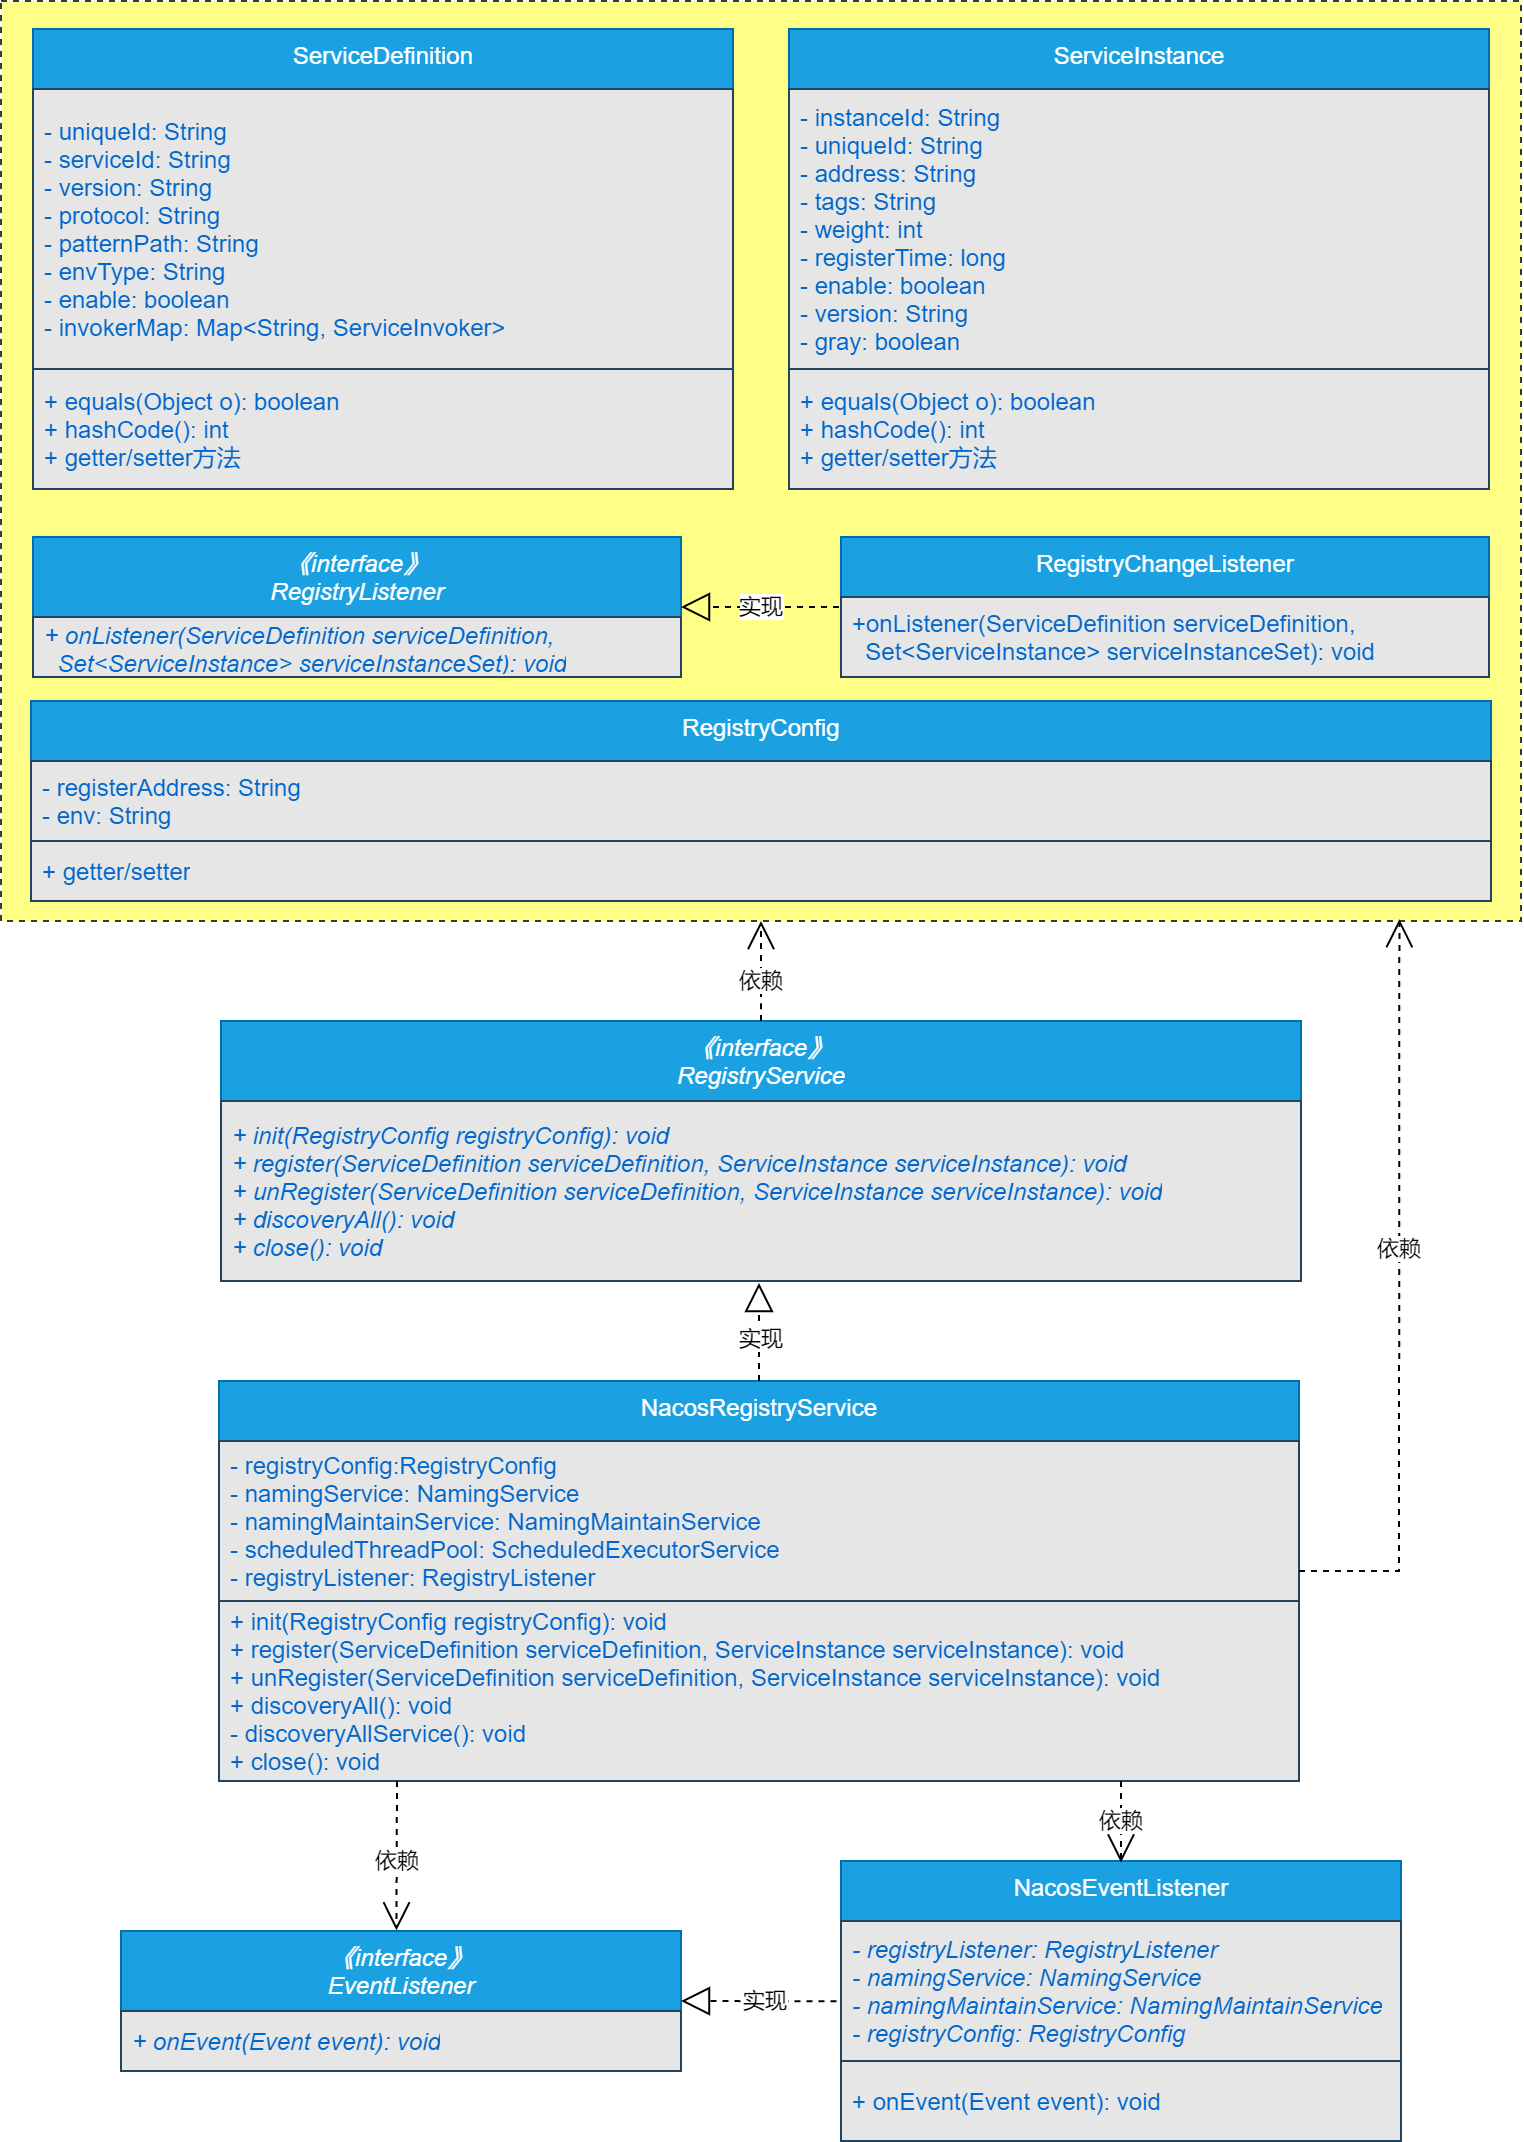 ServiceDefinition
- uniqueId: String
- serviceId: String
- version: String
- protocol: String
- patternPath: String
- envType: String
- enable: boolean
- invokerMap: Map<String, ServiceInvoker>
+ equals(Object o): boolean
+ hashCode(): int
+ getter/setter方法
ServiceInstance
- instanceId: String
- uniqueId: String
- address: String
- tags: String
- weight: int
- registerTime: long
- enable: boolean
- version: String
- gray: boolean
+ equals(Object o): boolean
+ hashCode(): int
+ getter/setter方法
《interface》
RegistryListener
+ onListener(ServiceDefinition serviceDefinition,
Set<ServiceInstance> serviceInstanceSet): void
实现
RegistryChangeListener
+onListener(ServiceDefinition serviceDefinition,
Set<ServiceInstance> serviceInstanceSet): void
RegistryConfig
- registerAddress: String
- env: String
+ getter/setter
依赖
《interface》
RegistryService
+ init(RegistryConfig registryConfig): void
+ register(ServiceDefinition serviceDefinition, ServiceInstance serviceInstance): void
+ unRegister(ServiceDefinition serviceDefinition, ServiceInstance serviceInstance): void
+ discoveryAll(): void
+ close(): void
依赖
实现
NacosRegistryService
- registryConfig:RegistryConfig
- namingService: NamingService
- namingMaintainService: NamingMaintainService
- scheduledThreadPool: ScheduledExecutorService
- registryListener: RegistryListener
+ init(RegistryConfig registryConfig): void
+ register(ServiceDefinition serviceDefinition, ServiceInstance serviceInstance): void
+ unRegister(ServiceDefinition serviceDefinition, ServiceInstance serviceInstance): void
+ discoveryAll(): void
- discoveryAllService(): void
+ close(): void
依赖
依赖
《interface》
EventListener
+ onEvent(Event event): void
实现
NacosEventListener
- registryListener: RegistryListener
- namingService: NamingService
- namingMaintainService: NamingMaintainService
- registryConfig: RegistryConfig
+ onEvent(Event event): void